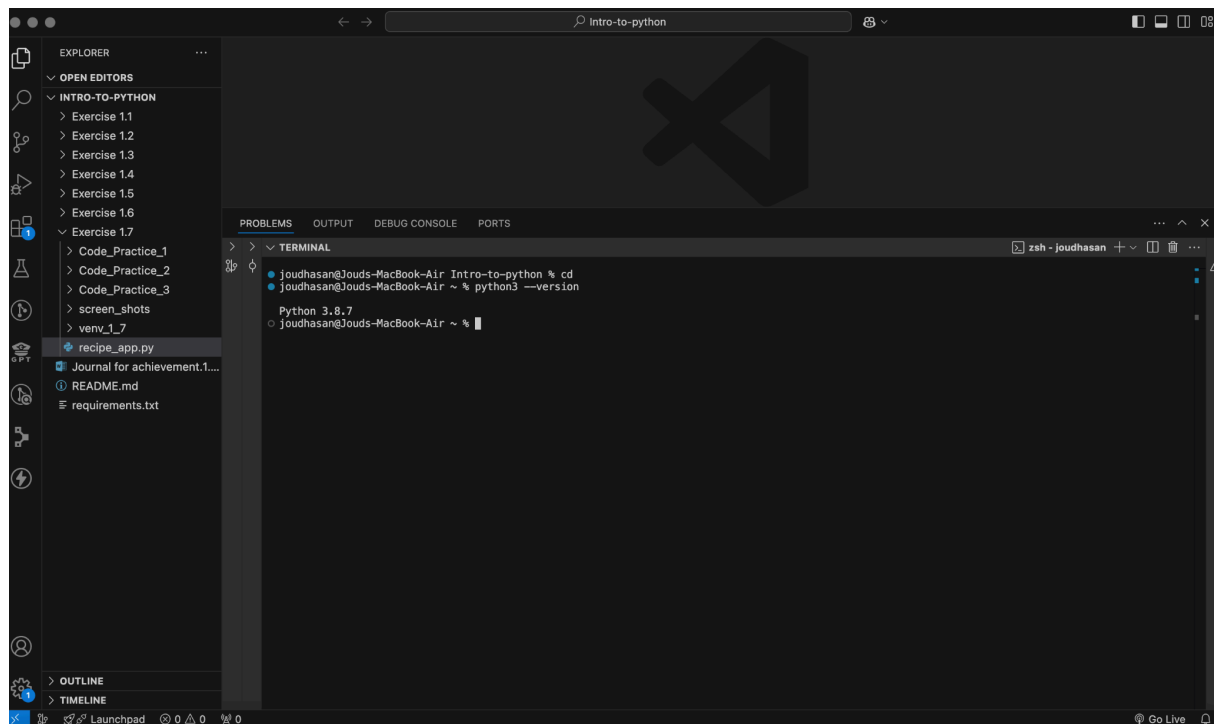 Intro-to-python
EXPLORER
OPEN EDITORS
INTRO-TO-PYTHON
Exercise 1.1
Exercise 1.2
Exercise 1.3
Exercise 1.4
Exercise 1.5
Exercise 1.6
Exercise 1.7
Code_Practice_1
Code_Practice_2
Code_Practice_3
screen_shots
venv_1_7
recipe_app.py
Journal for achievement.1....
README.md
requirements.txt
OUTLINE
TIMELINE
GPT
1
1
PROBLEMS OUTPUT DEBUG CONSOLE PORTS
TERMINAL
zsh - joudhasan
joudhasan@Jouds-MacBook-Air Intro-to-python % cd
joudhasan@Jouds-MacBook-Air ~ % python3 --version
Python 3.8.7
joudhasan@Jouds-MacBook-Air ~ %
Launchpad 0 0 0
Go Live